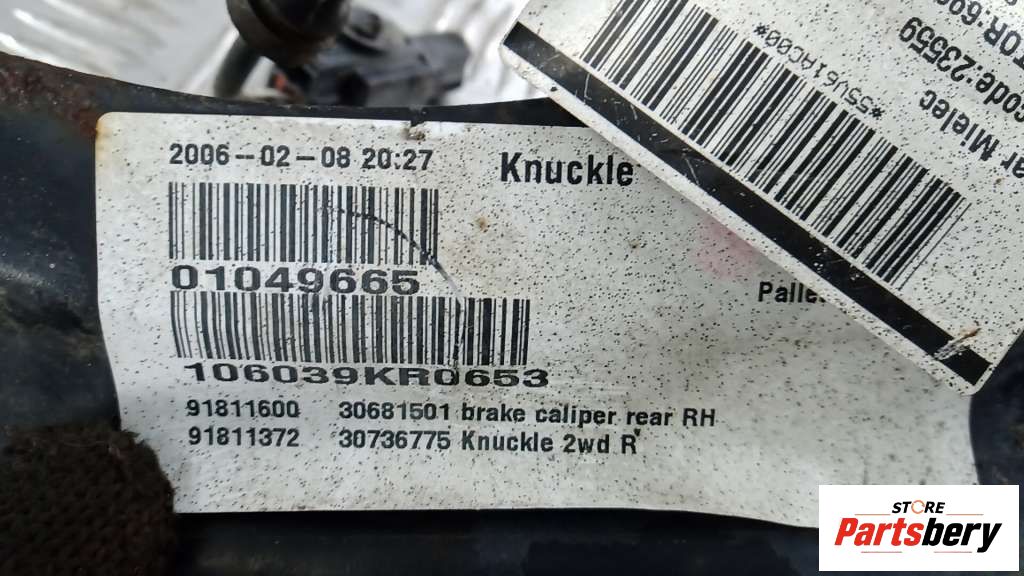 2006-02-08 20:27
Knuckle
01049665
106039KR0653
91811600 30681501 brake caliper rear RH
91811372 30736775 Knuckle 2wd R
code:23559
Mielec
*55U61AC00*
STORE
Partsbery